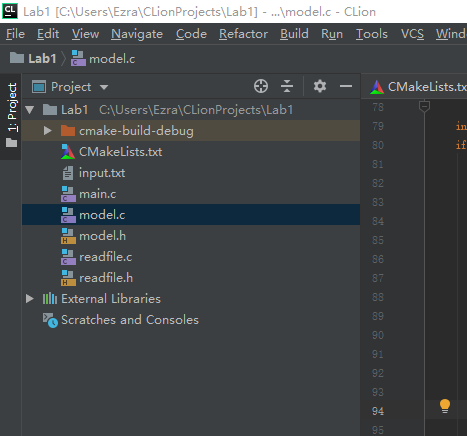 CL Lab1 [C:\Users\Ezra\CLionProjects\Lab1] - ...\model.c - CLion
File Edit View Navigate Code Refactor Build Run Tools VCS Window
Lab1 model.c
1: Project
Project
CMakeLists.tx
Lab1 C:\Users\Ezra\CLionProjects\Lab1
cmake-build-debug
CMakeLists.txt
input.txt
main.c
model.c
model.h
readfile.c
readfile.h
External Libraries
Scratches and Consoles
78
79 in
80 if
81
82
83
84
85
86
87
88
89
90
91
92
93
94
95